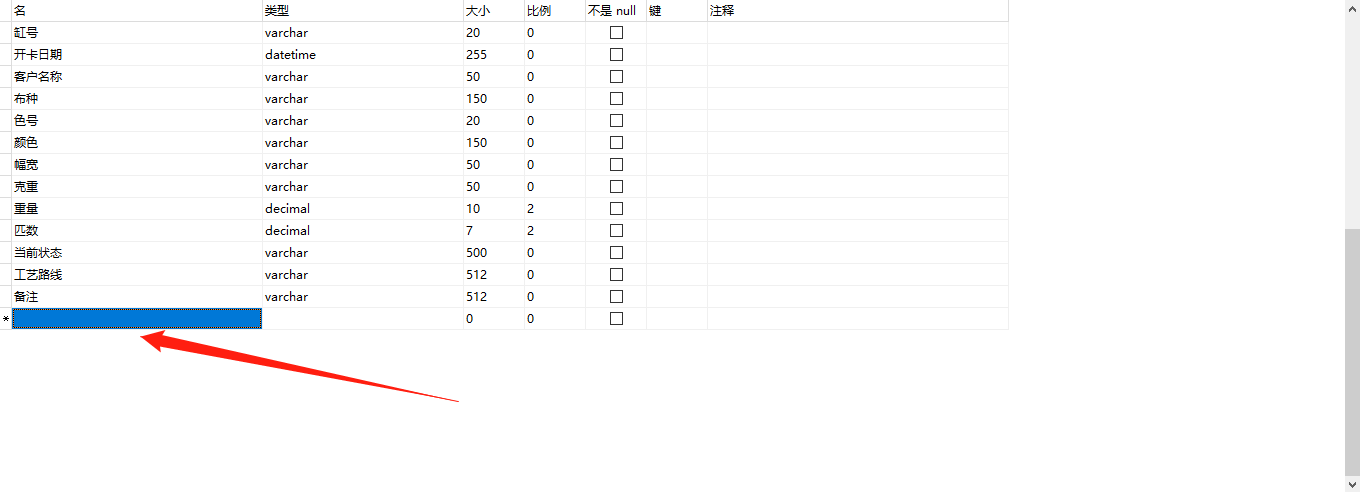 名 类型 大小 比例 不是 null 键 注释
缸号 varchar 20 0
开卡日期 datetime 255 0
客户名称 varchar 50 0
布种 varchar 150 0
色号 varchar 20 0
颜色 varchar 150 0
幅宽 varchar 50 0
克重 varchar 50 0
重量 decimal 10 2
匹数 decimal 7 2
当前状态 varchar 500 0
工艺路线 varchar 512 0
备注 varchar 512 0
* 0 0